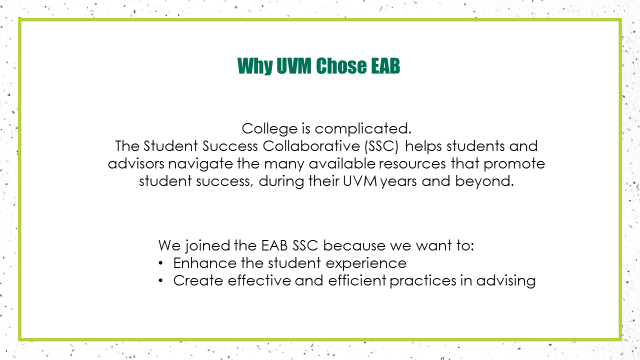 Why UVM Chose EAB
College is complicated.
The Student Success Collaborative (SSC) helps students and
advisors navigate the many available resources that promote
student success, during their UVM years and beyond.
We joined the EAB SSC because we want to:
• Enhance the student experience
• Create effective and efficient practices in advising